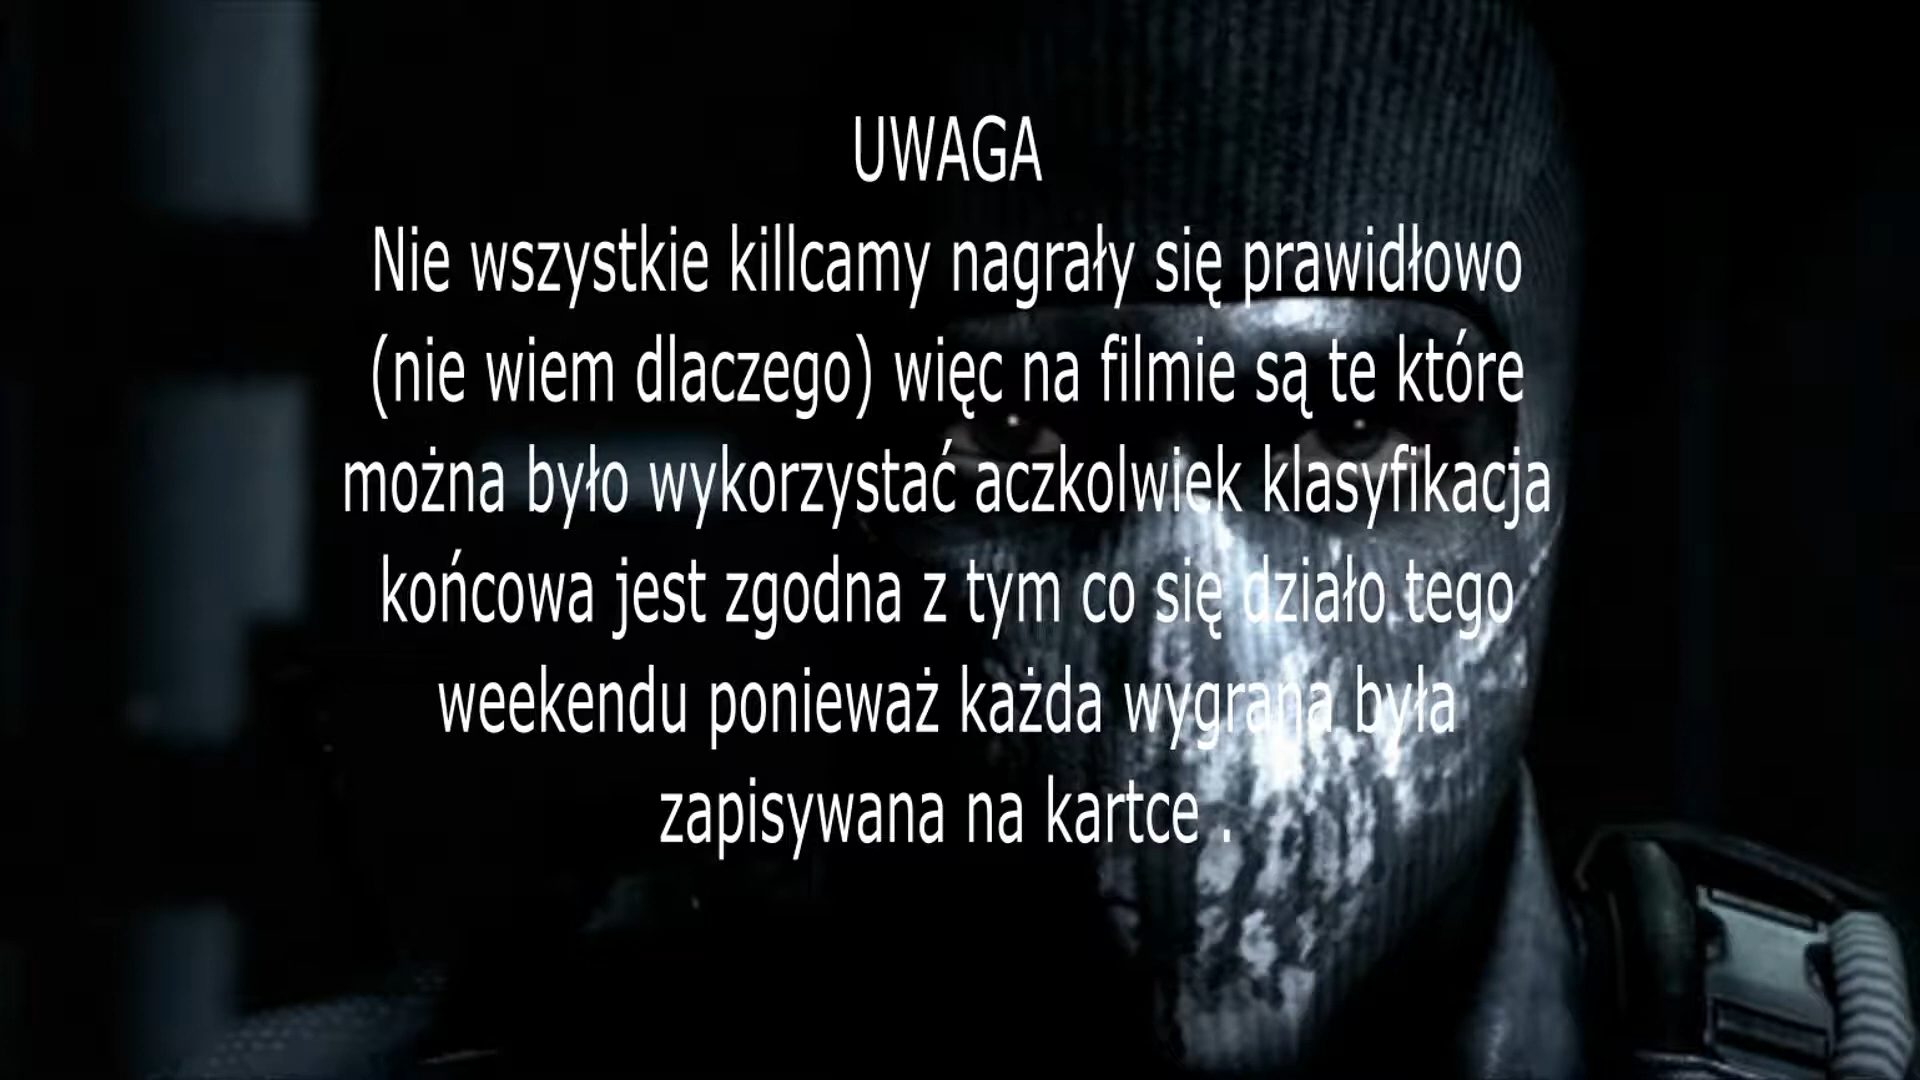 UWAGA
Nie wszystkie killcamy nagrały się prawidłowo
(nie wiem dlaczego) więc na filmie są te które
można było wykorzystać aczkolwiek klasyfikacja
końcowa jest zgodna z tym co się działo tego
weekendu ponieważ każda wygrana była
zapisywana na kartce .